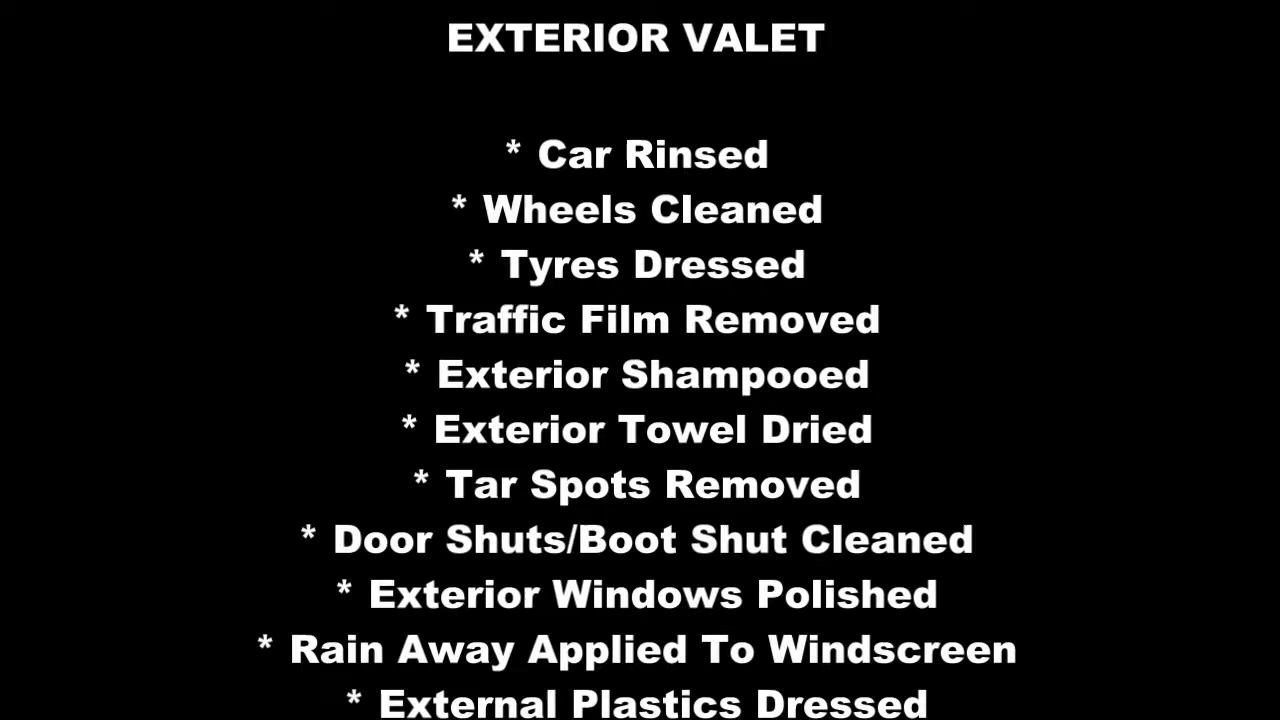 EXTERIOR VALET
* Car Rinsed
* Wheels Cleaned
* Tyres Dressed
* Traffic Film Removed
* Exterior Shampooed
* Exterior Towel Dried
* Tar Spots Removed
* Door Shuts/Boot Shut Cleaned
* Exterior Windows Polished
* Rain Away Applied To Windscreen
* External Plastics Dressed